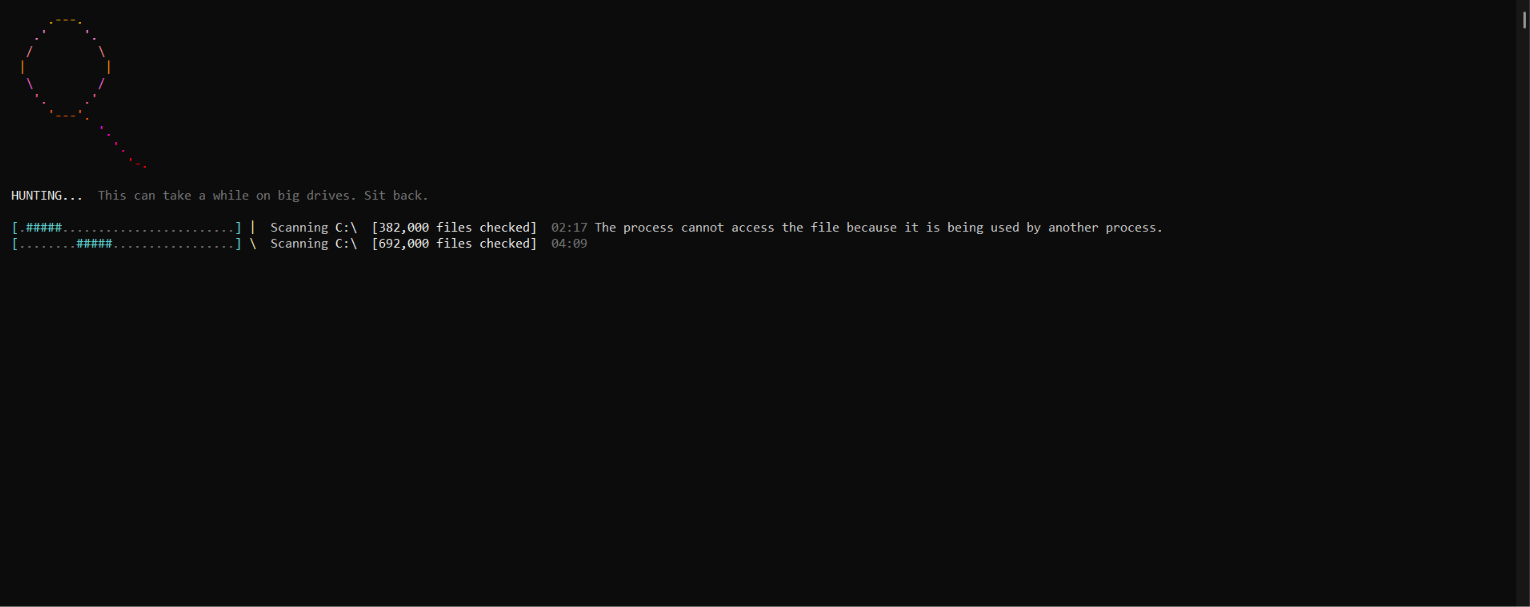 HUNTING...  This can take a while on big drives. Sit back.
[.#####........................] |  Scanning C:\  [382,000 files checked]  02:17 The process cannot access the file because it is being used by another process.
[........#####.................] \  Scanning C:\  [692,000 files checked]  04:09